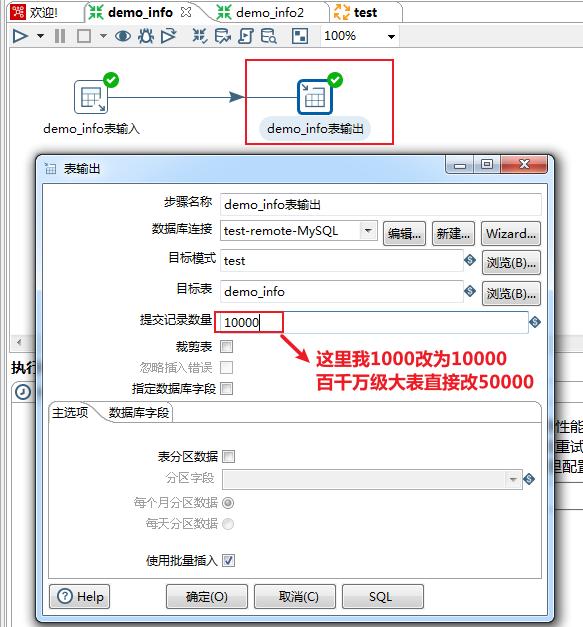 欢迎!
demo_info
demo_info2
test
100%
demo_info表输入
demo_info表输出
表输出
步骤名称
demo_info表输出
数据库连接
test-remote-MySQL
编辑...
新建...
Wizard...
目标模式
test
浏览(B)...
目标表
demo_info
浏览(B)...
提交记录数量
10000
裁剪表
这里我1000改为10000
忽略插入错误
百千万级大表直接改50000
指定数据库字段
执行
主选项
数据库字段
性能
重试
里配置
表分区数据
分区字段
每个月分区数据
每天分区数据
使用批量插入
Help
确定(O)
取消(C)
SQL